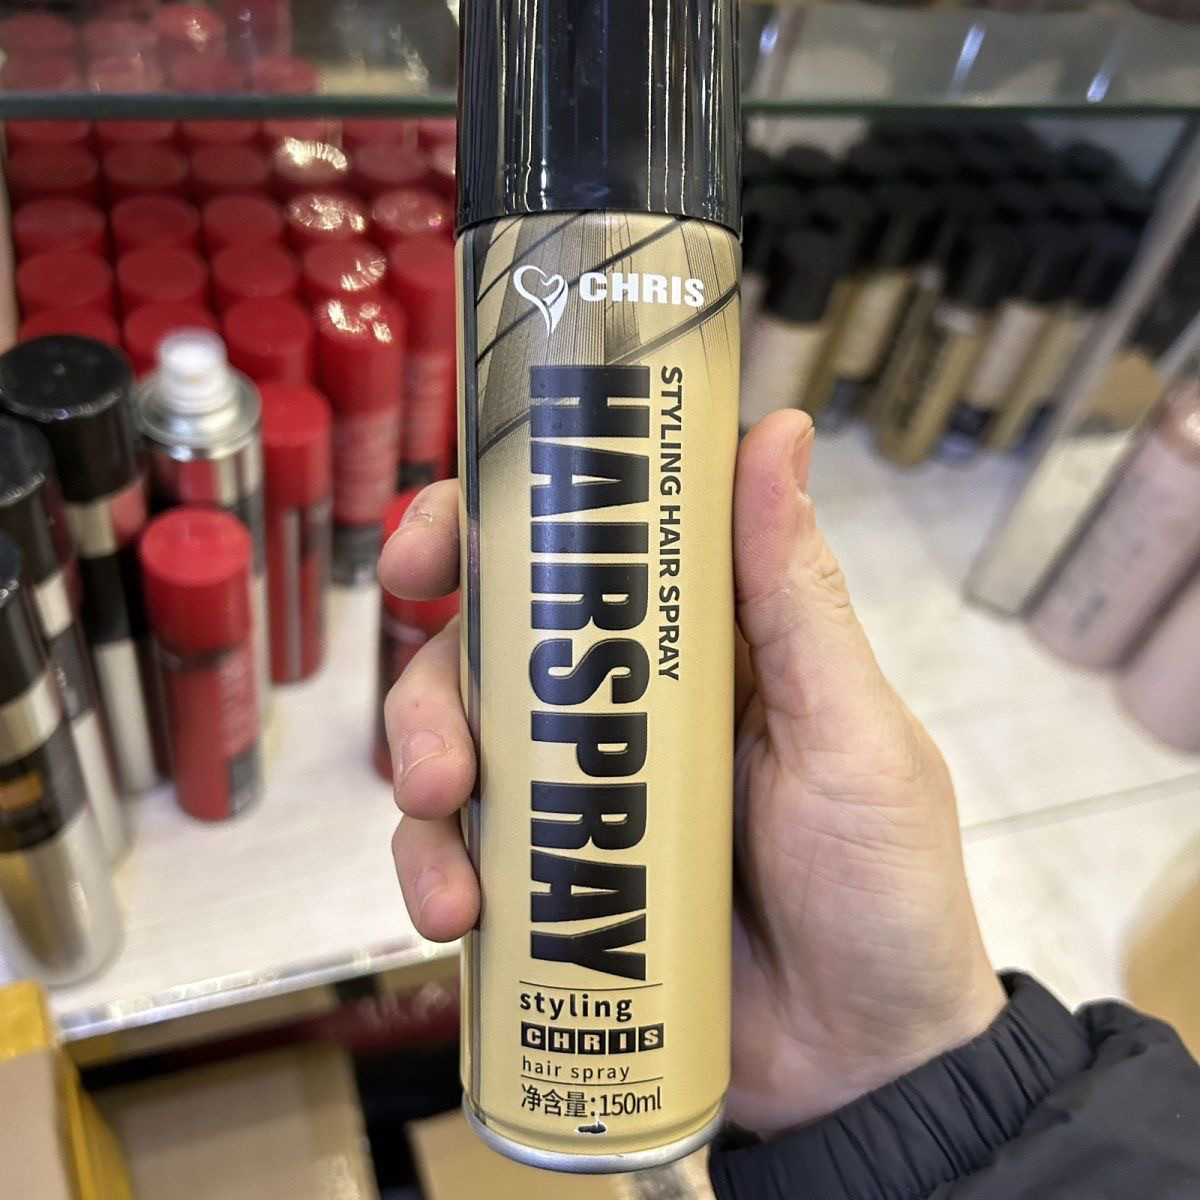 CHRIS
STYLING HAIR SPRAY
HAIRSPRAY
styling
CHRIS
hair spray
净含量:150ml